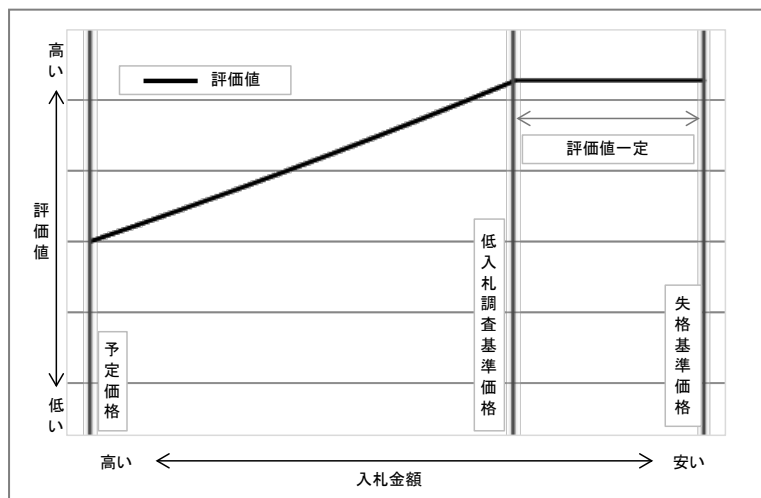 高い
評価値
評価値一定
評価値
低入札調査基準価格
失格基準価格
予定価格
低い
高い
安い
入札金額